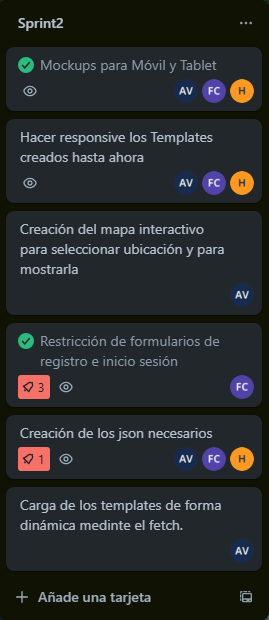 Sprint2
Mockups para Móvil y Tablet
AV FC H
Hacer responsive los Templates
creados hasta ahora
AV FC H
Creación del mapa interactivo
para seleccionar ubicación y para
mostrarla
AV
Restricción de formularios de
registro e inicio sesión
3 FC
Creación de los json necesarios
1 AV FC H
Carga de los templates de forma
dinámica medinte el fetch.
AV
Añade una tarjeta